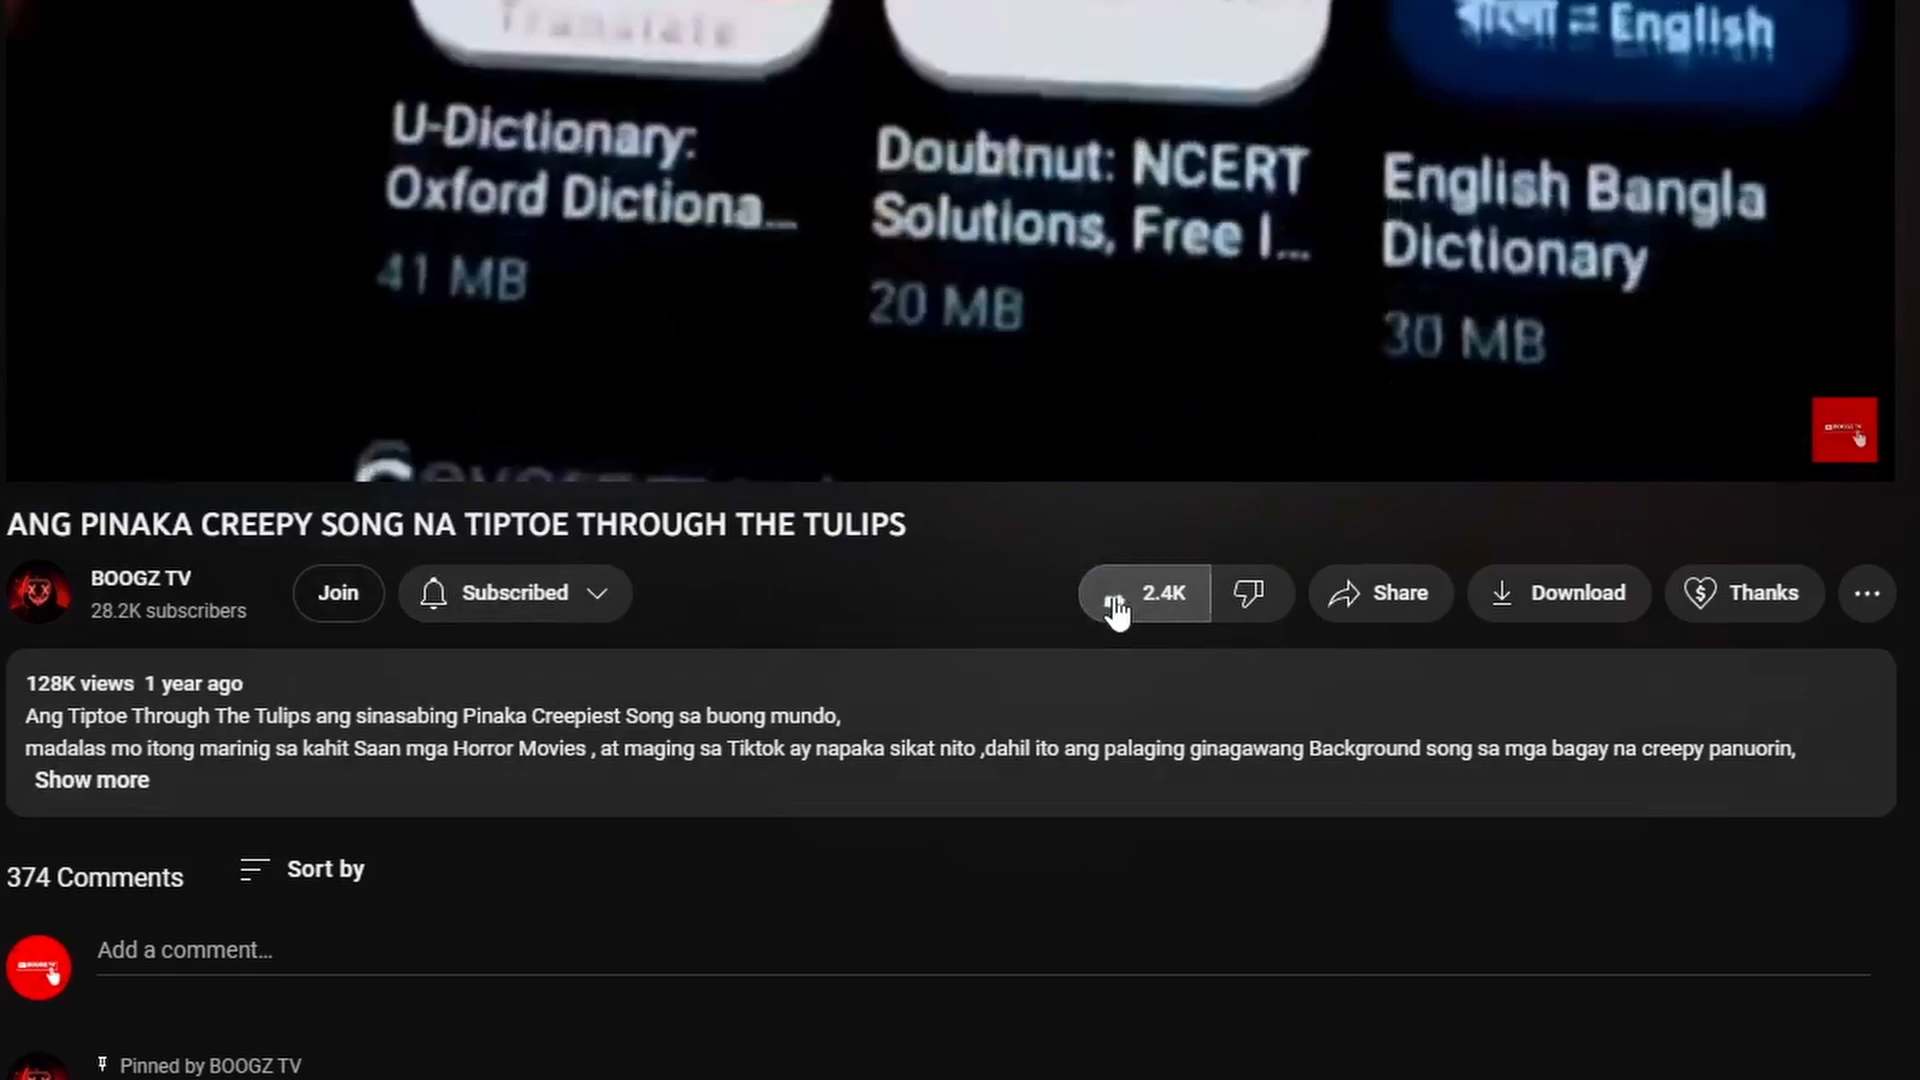 Translate
বাংলা = English
U-Dictionary:
Oxford Dictiona...
41 MB
Doubtnut: NCERT
Solutions, Free l...
20 MB
English Bangla
Dictionary
30 MB
BOOGZ TV
ANG PINAKA CREEPY SONG NA TIPTOE THROUGH THE TULIPS
BOOGZ TV
28.2K subscribers
Join
Subscribed
2.4K
Share
Download
Thanks
128K views 1 year ago
Ang Tiptoe Through The Tulips ang sinasabing Pinaka Creepiest Song sa buong mundo,
madalas mo itong marinig sa kahit Saan mga Horror Movies , at maging sa Tiktok ay napaka sikat nito ,dahil ito ang palaging ginagawang Background song sa mga bagay na creepy panuorin,
Show more
374 Comments
Sort by
Add a comment...
Pinned by BOOGZ TV